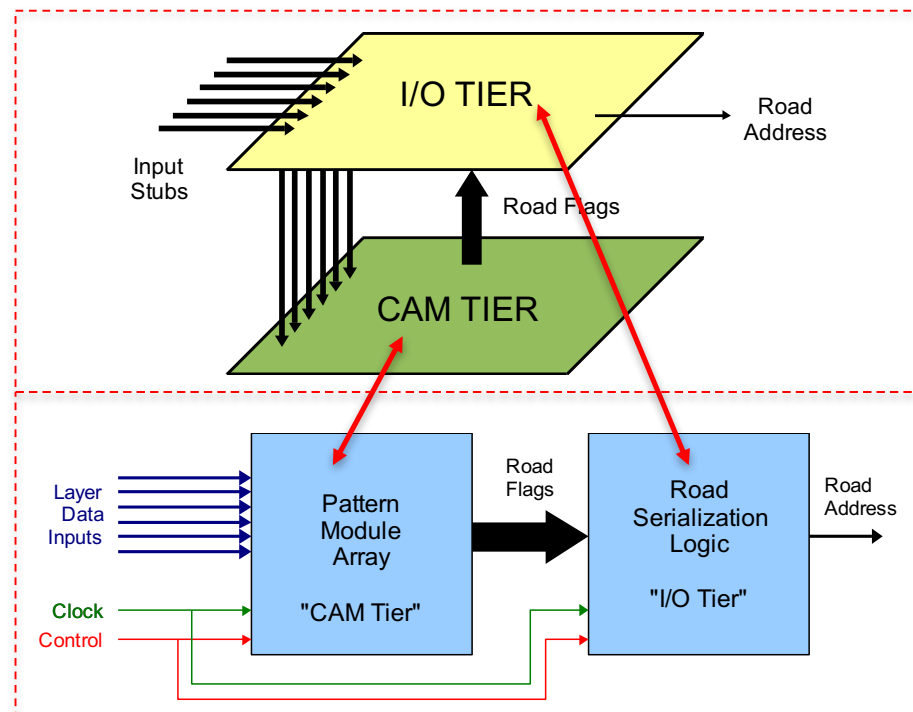 I/O TIER
Road
Address
Input
Stubs
Road Flags
CAM TIER
Layer
Data
Inputs
Pattern
Module
Array
"CAM Tier"
Road
Flags
Road
Serialization
Logic
"I/O Tier"
Road
Address
Clock
Control